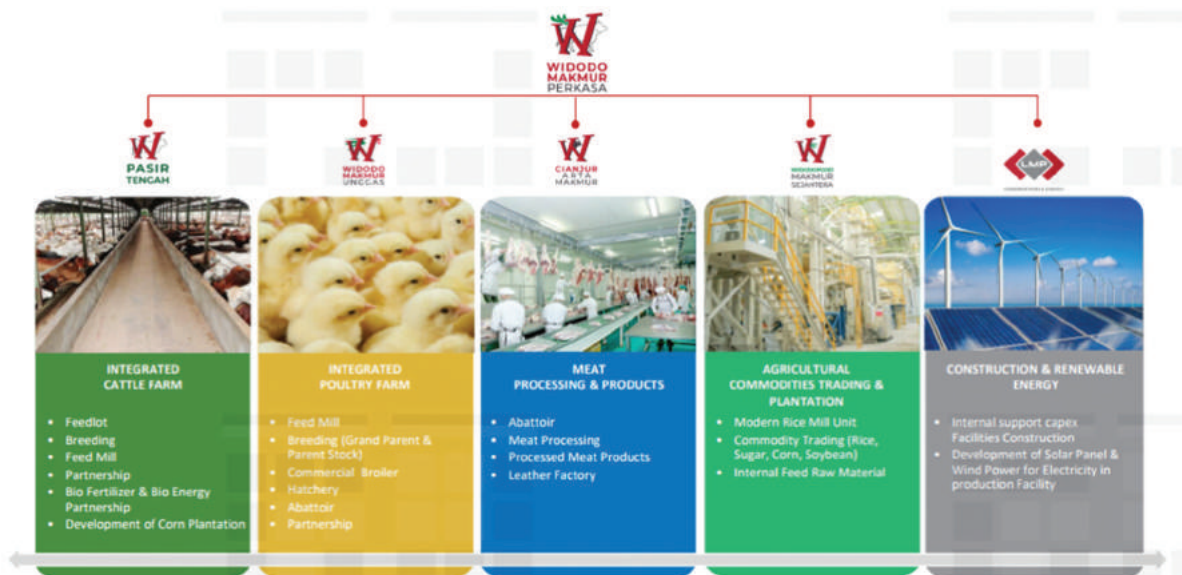 WIDODO
MAKMUR
PERKASA
PASIR
TENGAH
WIDODO
MAKMUR
UNGGAS
CIANJUR
ARTA
MAKMUR
MAKMUR
SEJAHTERA
LMP
INTEGRATED
CATTLE FARM
• Feedlot
• Breeding
• Feed Mill
• Partnership
• Bio Fertilizer & Bio Energy
Partnership
• Development of Corn Plantation
INTEGRATED
POULTRY FARM
• Feed Mill
• Breeding (Grand Parent &
Parent Stock)
• Commercial Broiler
• Hatchery
• Abattoir
• Partnership
MEAT
PROCESSING & PRODUCTS
• Abattoir
• Meat Processing
• Processed Meat Products
• Leather Factory
AGRICULTURAL
COMMODITIES TRADING &
PLANTATION
• Modern Rice Mill Unit
• Commodity Trading (Rice,
Sugar, Corn, Soybean)
• Internal Feed Raw Material
CONSTRUCTION & RENEWABLE
ENERGY
• Internal support capex
Facilities Construction
• Development of Solar Panel &
Wind Power for Electricity in
production Facility